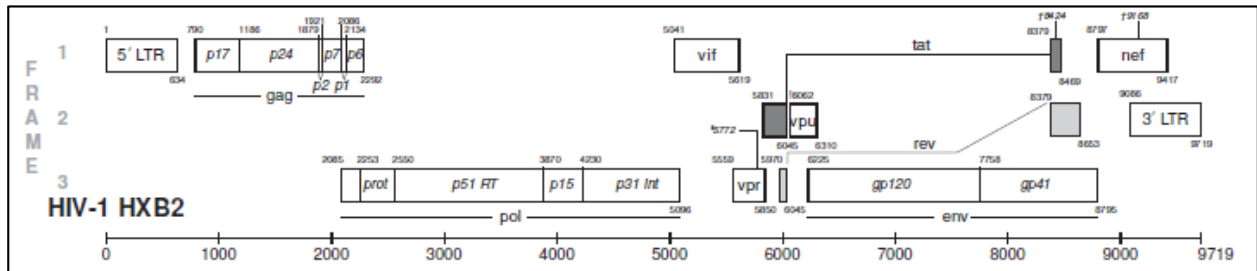 1 790 1186 1879 1921 2086 2134 5041 8379 †8424 8797 †9168
1 5′ LTR p17 p24 p7 p6 vif tat nef
634 p2 p1 2292 5619 8469 9417
gag
5831 †6062 8379 9086
2 vpu 3′ LTR
*5772 6045 6310 rev 8653 9719
2085 2253 2550 3870 4230 5559 5970 6225 7758
3 prot p51 RT p15 p31 Int vpr gp120 gp41
5096 5850 6045 8795
pol env
FRAME
HIV-1 HXB2
0 1000 2000 3000 4000 5000 6000 7000 8000 9000 9719